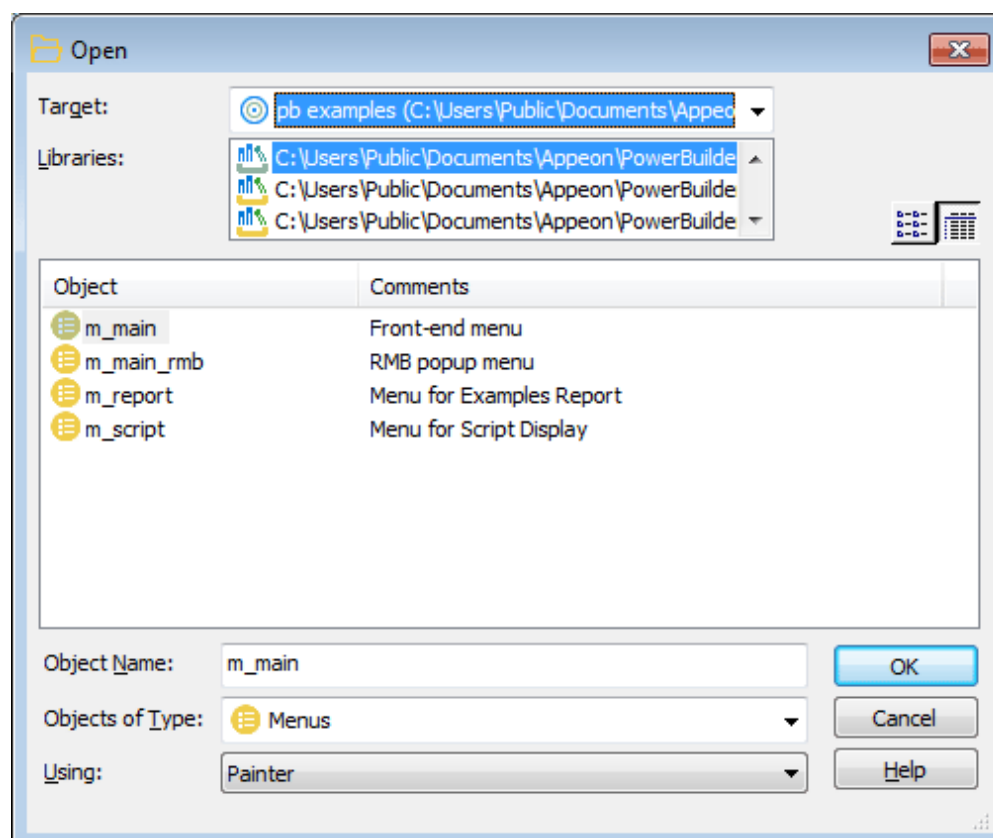 Open
Target:
pb examples (C:\Users\Public\Documents\Appeo
Libraries:
C:\Users\Public\Documents\Appeon\PowerBuilde
C:\Users\Public\Documents\Appeon\PowerBuilder
C:\Users\Public\Documents\Appeon\PowerBuilde
Object Comments
m_main Front-end menu
m_main_rmb RMB popup menu
m_report Menu for Examples Report
m_script Menu for Script Display
Object Name: m_main OK
Objects of Type: Menus Cancel
Using: Painter Help